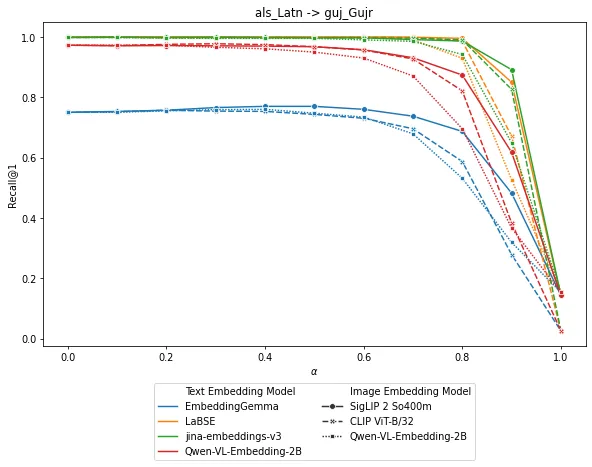 als_Latn -> guj_Gujr
Recall@1
1.0
0.8
0.6
0.4
0.2
0.0
0.0 0.2 0.4 0.6 0.8 1.0
α
Text Embedding Model
EmbeddingGemma
LaBSE
jina-embeddings-v3
Qwen-VL-Embedding-2B
Image Embedding Model
SigLIP 2 So400m
CLIP ViT-B/32
Qwen-VL-Embedding-2B